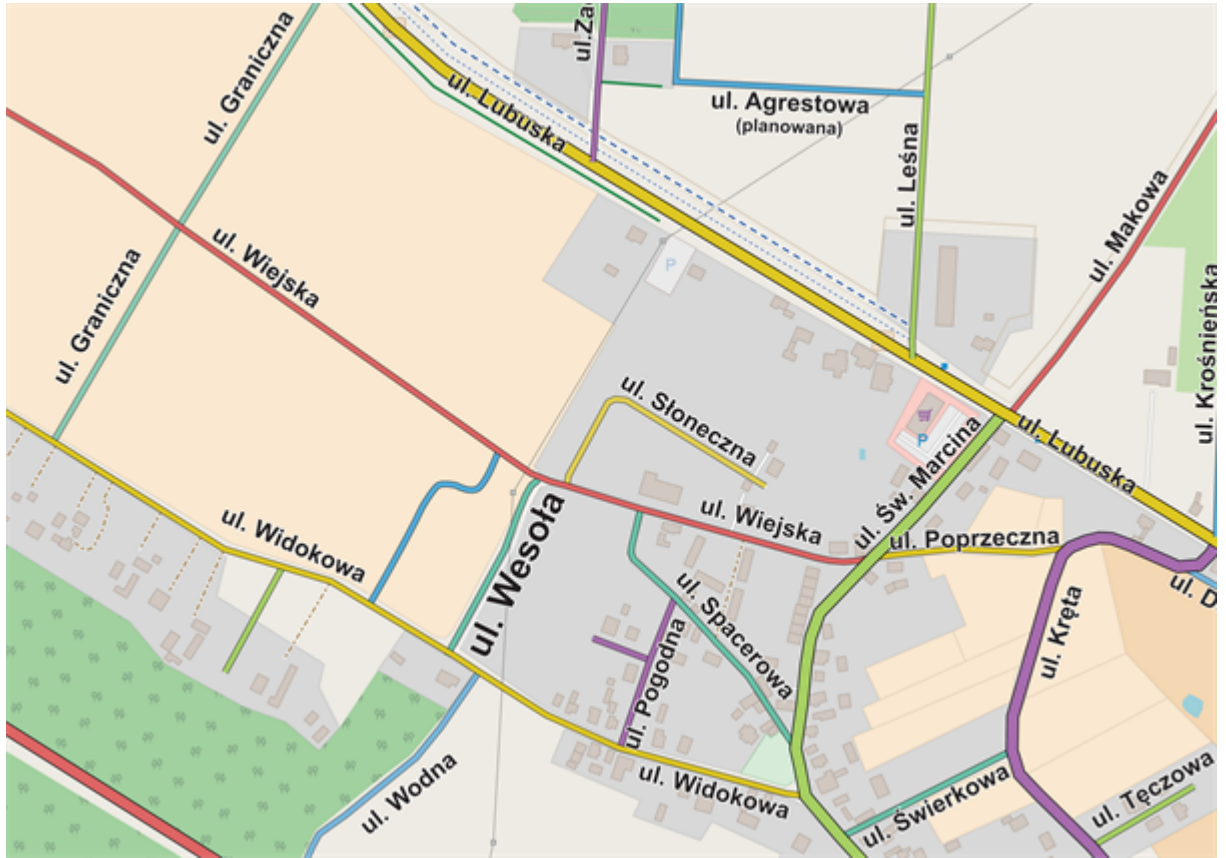 ul. Graniczna
ul. Lubuska
ul. Agrestowa
(planowana)
ul. Leśna
ul. Makowa
ul. Krośnieńska
ul. Wiejska
ul. Graniczna
P
ul. Słoneczna
P
ul. Św. Marcina
ul. Lubuska
ul. Widokowa
ul. Wesoła
ul. Wiejska
ul. Poprzeczna
ul. Spacerowa
ul. Kręta
ul. Pogodna
ul. Wodna
ul. Widokowa
ul. Świerkowa
ul. Tęczowa